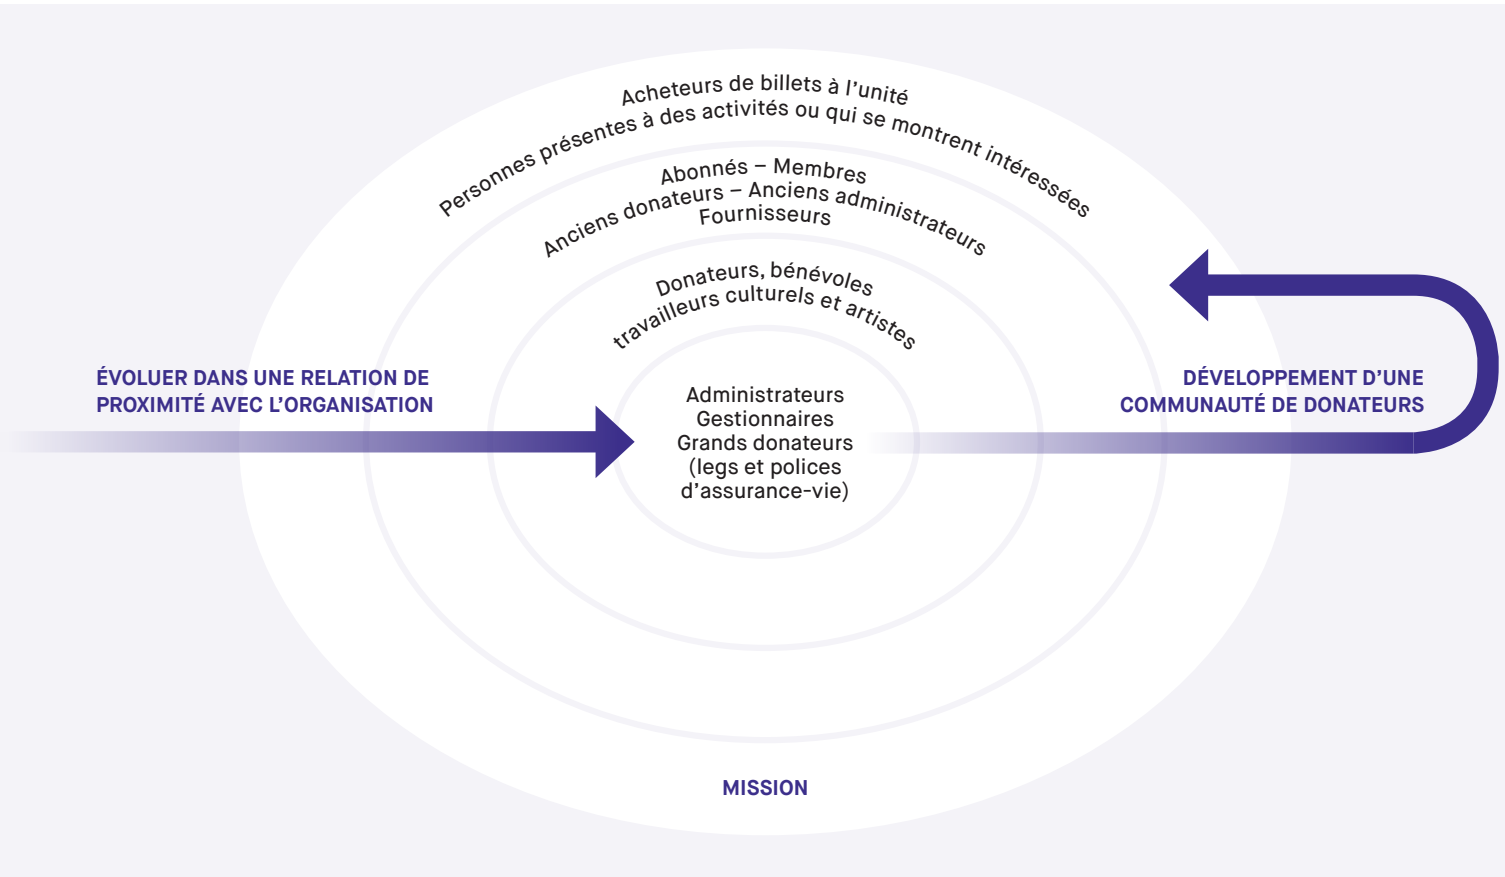 Acheteurs de billets à l’unité
Personnes présentes à des activités ou qui se montrent intéressées
Abonnés – Membres
Anciens donateurs – Anciens administrateurs
Fournisseurs
Donateurs, bénévoles
travailleurs culturels et artistes
ÉVOLUER DANS UNE RELATION DE
PROXIMITÉ AVEC L’ORGANISATION
Administrateurs
Gestionnaires
Grands donateurs
(legs et polices
d’assurance-vie)
DÉVELOPPEMENT D’UNE
COMMUNAUTÉ DE DONATEURS
MISSION